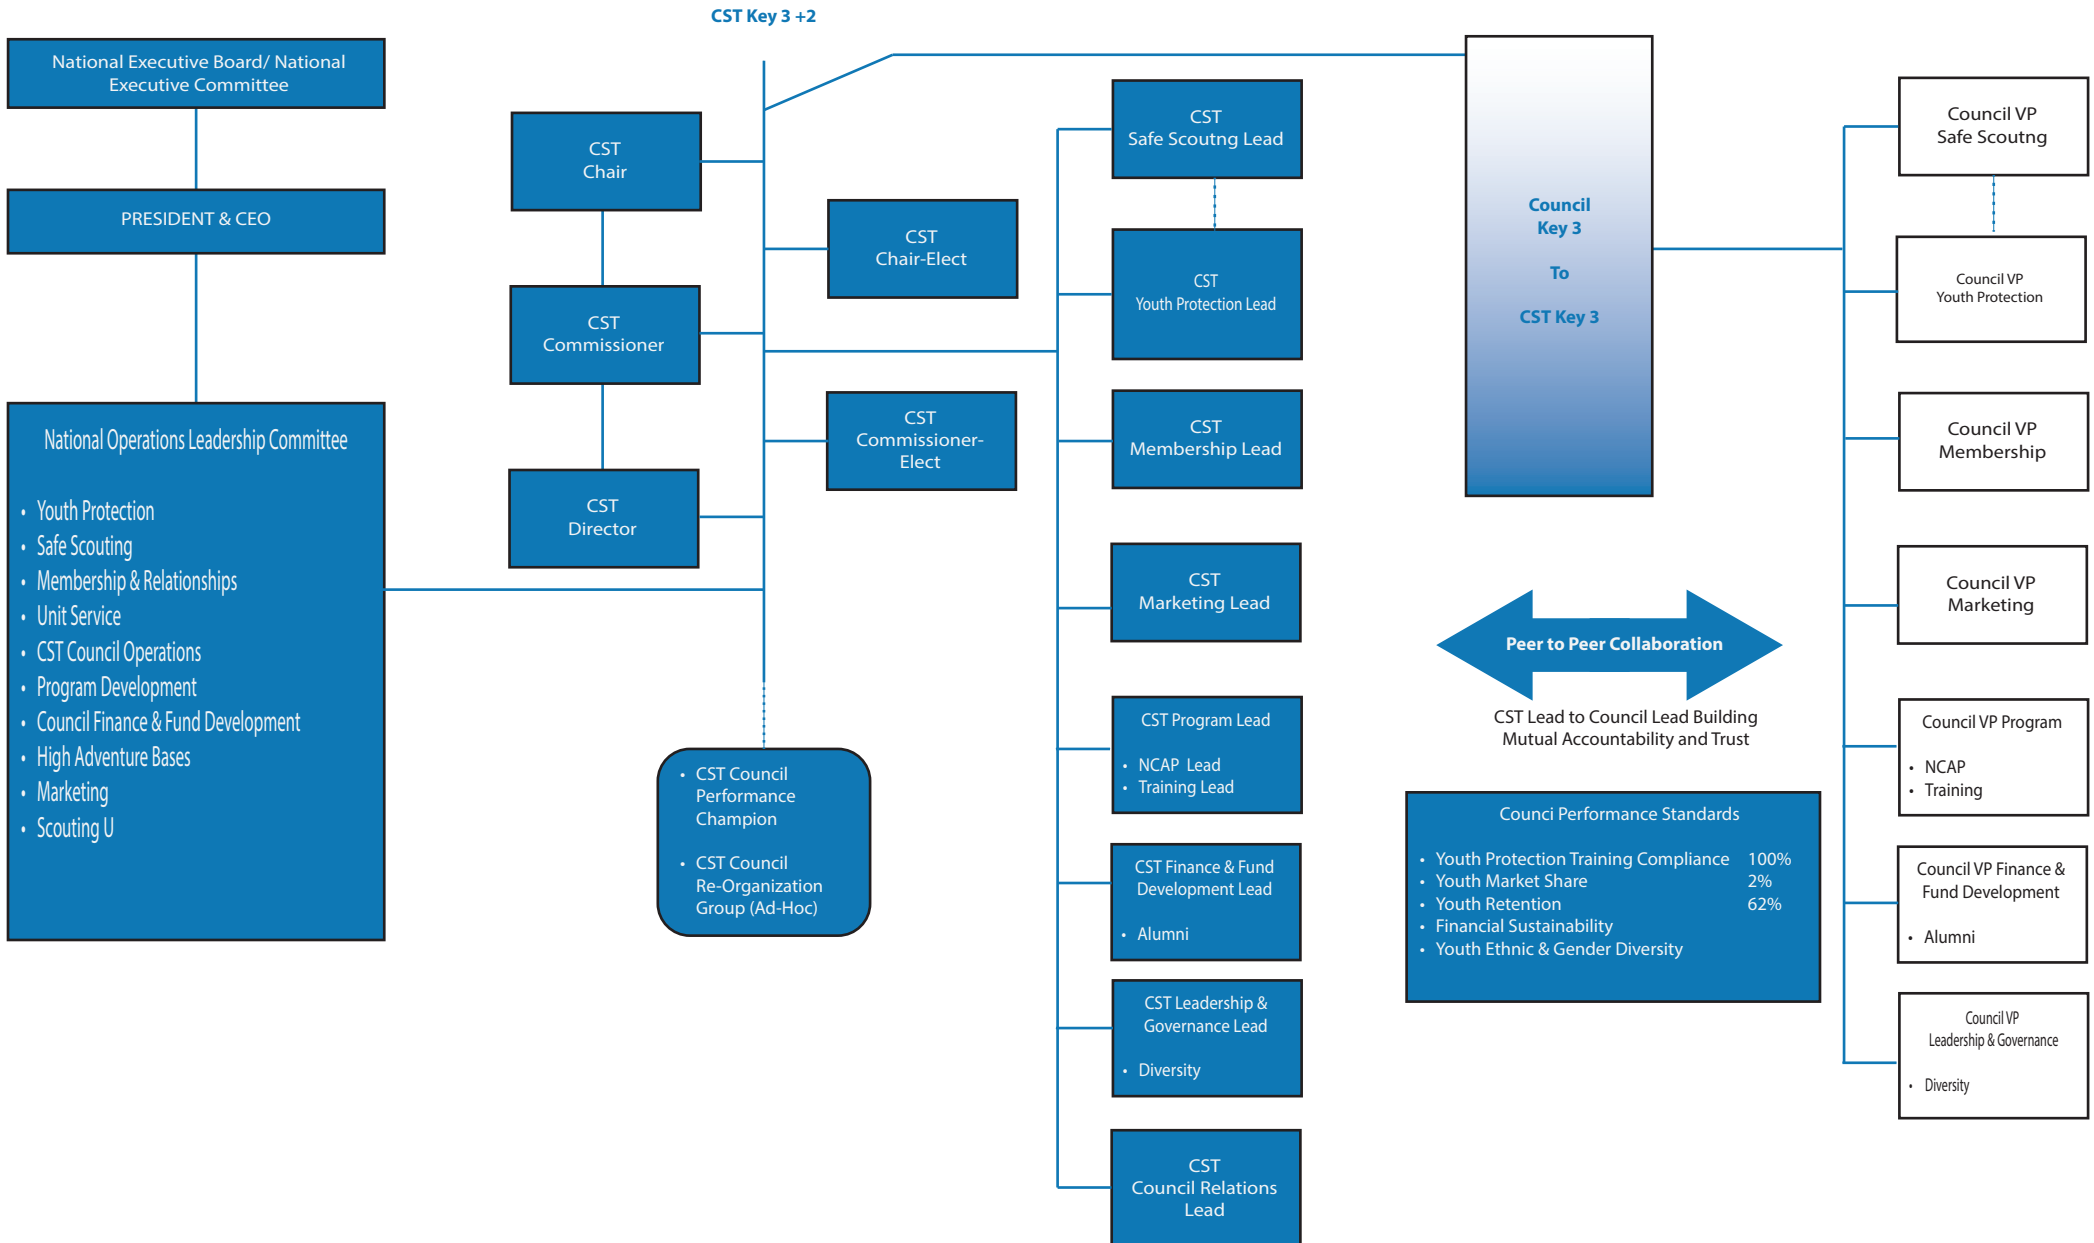 CST Key 3 +2
National Executive Board/ National
Executive Committee
PRESIDENT & CEO
National Operations Leadership Committee
• Youth Protection
• Safe Scouting
• Membership & Relationships
• Unit Service
• CST Council Operations
• Program Development
• Council Finance & Fund Development
• High Adventure Bases
• Marketing
• Scouting U
CST
Chair
CST
Commissioner
CST
Director
CST
Chair-Elect
CST
Commissioner-
Elect
• CST Council
Performance
Champion
• CST Council
Re-Organization
Group (Ad-Hoc)
CST
Safe Scoutng Lead
CST
Youth Protection Lead
CST
Membership Lead
CST
Marketing Lead
CST Program Lead
• NCAP Lead
• Training Lead
CST Finance & Fund
Development Lead
• Alumni
CST Leadership &
Governance Lead
• Diversity
CST
Council Relations
Lead
Council
Key 3
To
CST Key 3
Peer to Peer Collaboration
CST Lead to Council Lead Building
Mutual Accountability and Trust
Counci Performance Standards
• Youth Protection Training Compliance 100%
• Youth Market Share 2%
• Youth Retention 62%
• Financial Sustainability
• Youth Ethnic & Gender Diversity
Council VP
Safe Scoutng
Council VP
Youth Protection
Council VP
Membership
Council VP
Marketing
Council VP Program
• NCAP
• Training
Council VP Finance &
Fund Development
• Alumni
Council VP
Leadership & Governance
• Diversity